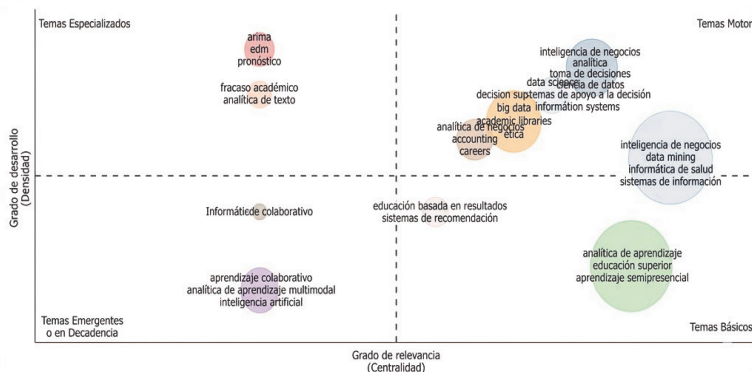 Temas Especializados
Temas Motor
arima
edm
pronóstico
fracaso académico
analítica de texto
inteligencia de negocios
analítica
toma de decisiones
ciencia de datos
data science
decision suptemas de apoyo a la decisión
information systems
big data
academic libraries
ética
analítica de negocios
accounting
careers
inteligencia de negocios
data mining
informática de salud
sistemas de información
Grado de desarrollo
(Densidad)
Informáticde colaborativo
educación basada en resultados
sistemas de recomendación
aprendizaje colaborativo
analítica de aprendizaje multimodal
inteligencia artificial
analítica de aprendizaje
educación superior
aprendizaje semipresencial
Temas Emergentes
o en Decadencia
Temas Básicos
Grado de relevancia
(Centralidad)